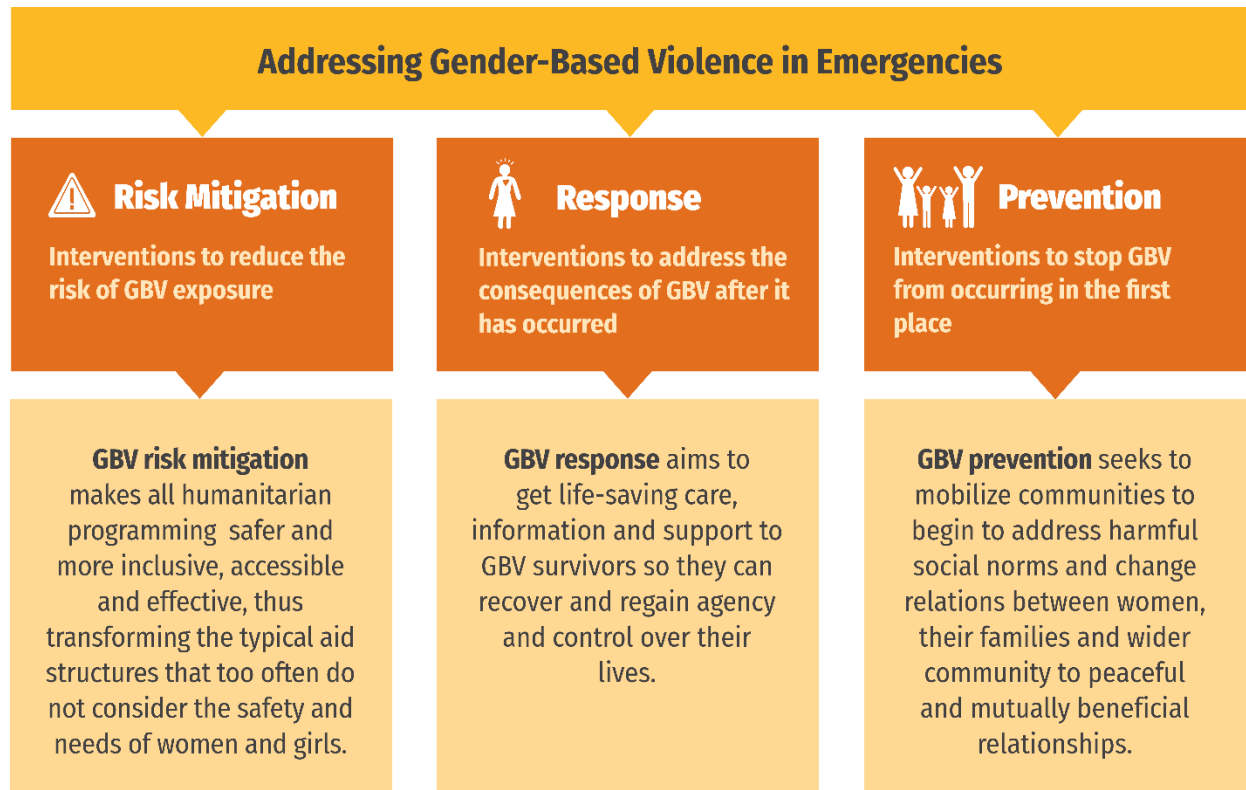 Addressing Gender-Based Violence in Emergencies
Risk Mitigation
Interventions to reduce the
risk of GBV exposure
GBV risk mitigation
makes all humanitarian
programming safer and
more inclusive, accessible
and effective, thus
transforming the typical aid
structures that too often do
not consider the safety and
needs of women and girls.
Response
Interventions to address the
consequences of GBV after it
has occurred
GBV response aims to
get life-saving care,
information and support to
GBV survivors so they can
recover and regain agency
and control over their
lives.
Prevention
Interventions to stop GBV
from occurring in the first
place
GBV prevention seeks to
mobilize communities to
begin to address harmful
social norms and change
relations between women,
their families and wider
community to peaceful
and mutually beneficial
relationships.